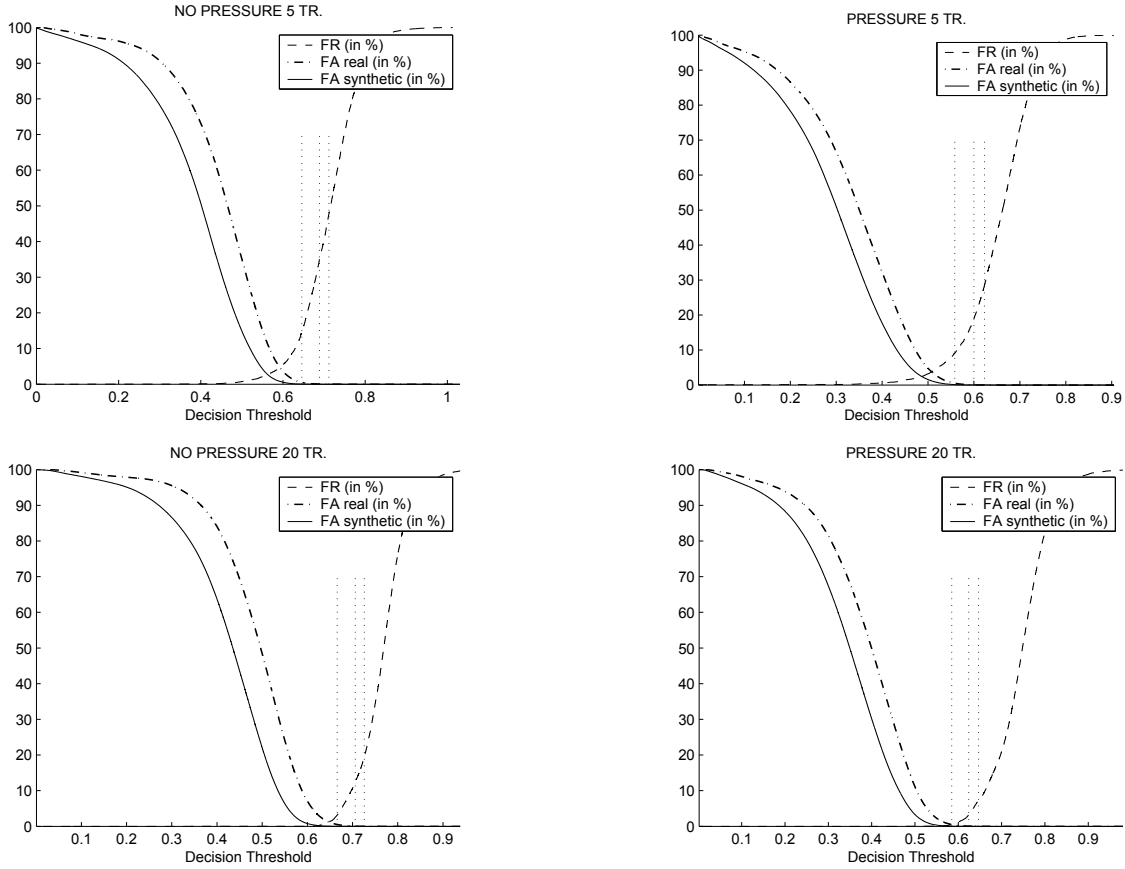 NO PRESSURE 5 TR.
100
90
80
70
60
50
40
30
20
10
0
FR (in %)
FA real (in %)
FA synthetic (in %)
0 0.2 0.4 0.6 0.8 1
Decision Threshold
PRESSURE 5 TR.
100
90
80
70
60
50
40
30
20
10
0
FR (in %)
FA real (in %)
FA synthetic (in %)
0.1 0.2 0.3 0.4 0.5 0.6 0.7 0.8 0.9
Decision Threshold
NO PRESSURE 20 TR.
100
90
80
70
60
50
40
30
20
10
0
FR (in %)
FA real (in %)
FA synthetic (in %)
0.1 0.2 0.3 0.4 0.5 0.6 0.7 0.8 0.9
Decision Threshold
PRESSURE 20 TR.
100
90
80
70
60
50
40
30
20
10
0
FR (in %)
FA real (in %)
FA synthetic (in %)
0.1 0.2 0.3 0.4 0.5 0.6 0.7 0.8 0.9
Decision Threshold